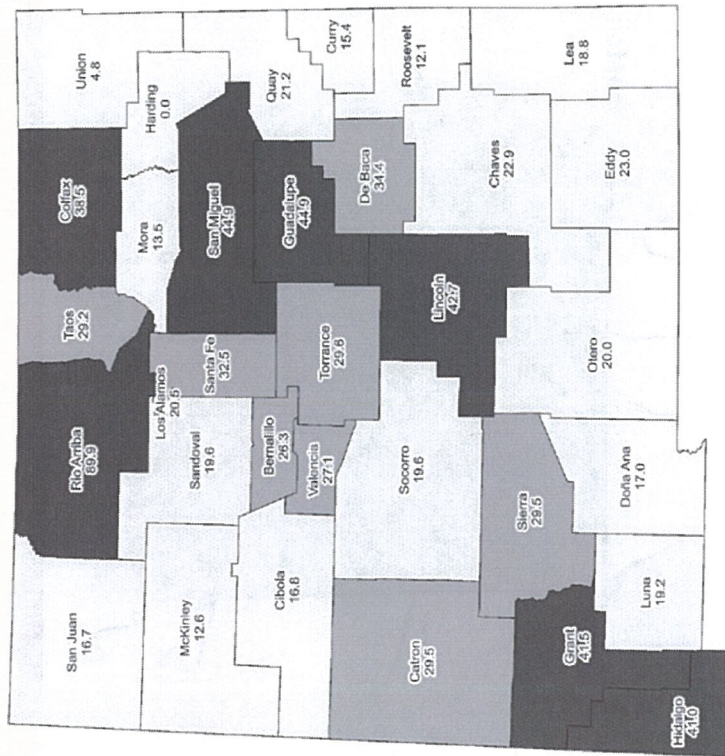 San Juan
16.7
Rio Arriba
89.9
Taos
29.2
Colfax
38.5
Union
4.8
McKinley
12.6
Sandoval
19.6
Los Alamos
20.5
Mora
13.5
Harding
0.0
Santa Fe
32.5
San Miguel
44.9
Cibola
16.8
Bernalillo
26.3
Valencia
27.1
Torrance
29.6
Guadalupe
44.9
Quay
21.2
Curry
15.4
De Baca
34.4
Roosevelt
12.1
Catron
29.5
Socorro
19.6
Lincoln
42.7
Chaves
22.9
Lea
18.8
Sierra
29.5
Otero
20.0
Eddy
23.0
Grant
41.5
Luna
19.2
Doña Ana
17.0
Hidalgo
41.0